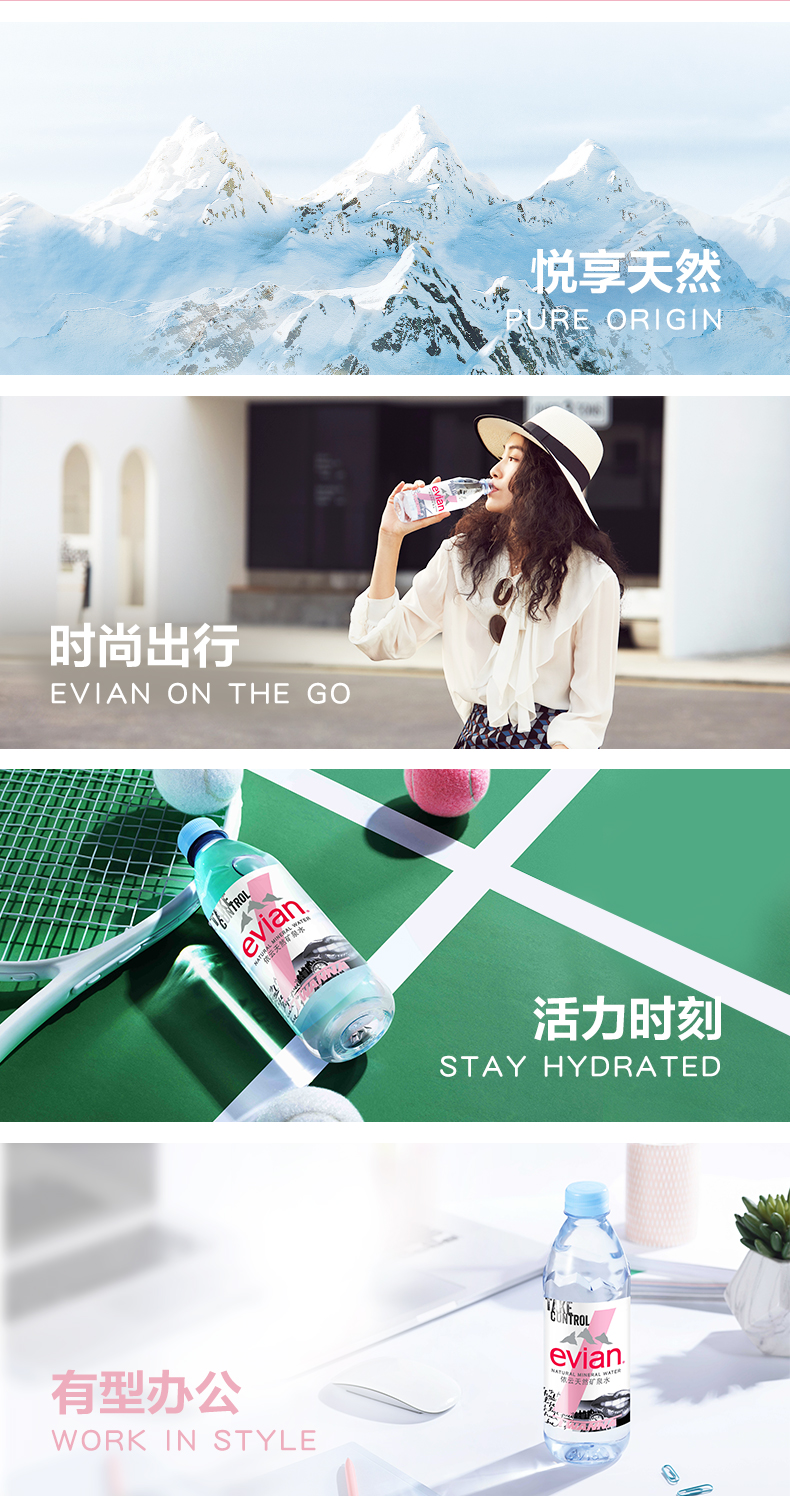 悦享天然
PURE ORIGIN
evian
时尚出行
EVIAN ON THE GO
TAKE
CONTROL
evian
NATURAL MINERAL WATER
依云天然矿泉水
活力时刻
STAY HYDRATED
TAKE
CONTROL
evian
NATURAL MINERAL WATER
依云天然矿泉水
有型办公
WORK IN STYLE